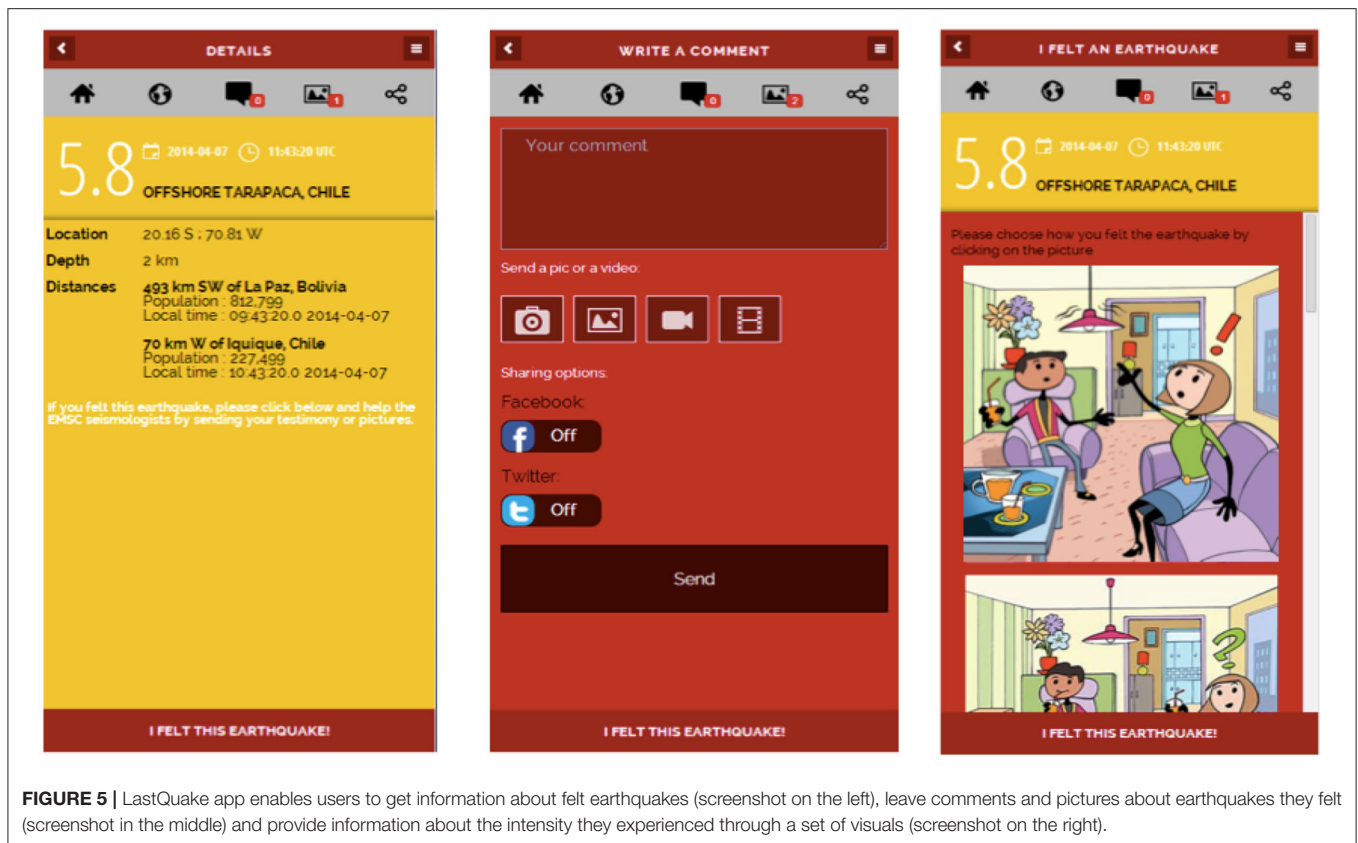 DETAILS
0
1
5.8
2014-04-07 11:43:20 UTC
OFFSHORE TARAPACA, CHILE
Location 20.16 S ; 70.81 W
Depth 2 km
Distances 493 km SW of La Paz, Bolivia
Population : 812,799
Local time : 09:43:20.0 2014-04-07
70 km W of Iquique, Chile
Population : 227,499
Local time : 10:43:20.0 2014-04-07
If you felt this earthquake, please click below and help the
EMSC seismologists by sending your testimony or pictures.
I FELT THIS EARTHQUAKE!
WRITE A COMMENT
0
2
Your comment
Send a pic or a video:
Sharing options:
Facebook:
f Off
Twitter:
t Off
Send
I FELT THIS EARTHQUAKE!
I FELT AN EARTHQUAKE
0
1
5.8
2014-04-07 11:43:20 UTC
OFFSHORE TARAPACA, CHILE
Please choose how you felt the earthquake by
clicking on the picture
!
?
I FELT THIS EARTHQUAKE!
FIGURE 5 | LastQuake app enables users to get information about felt earthquakes (screenshot on the left), leave comments and pictures about earthquakes they felt
(screenshot in the middle) and provide information about the intensity they experienced through a set of visuals (screenshot on the right).